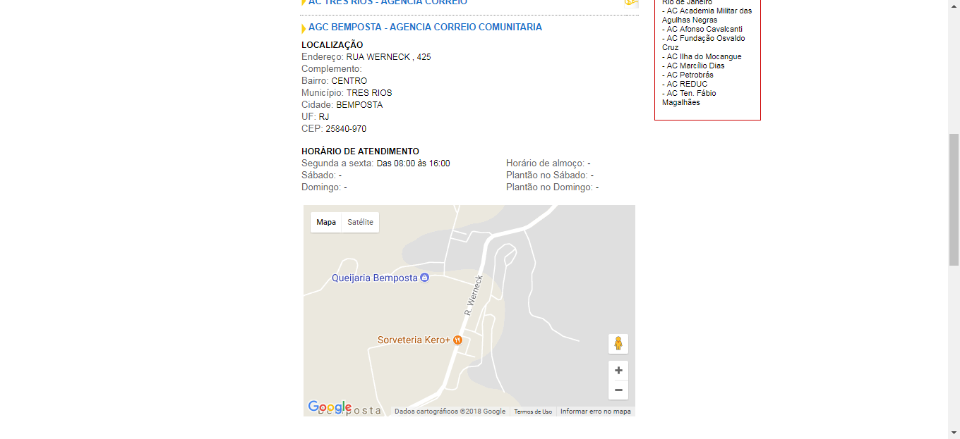 AC TRES RIOS - AGENCIA CORREIO
AGC BEMPOSTA - AGENCIA CORREIO COMUNITARIA
LOCALIZAÇÃO
Endereço: RUA WERNECK , 425
Complemento:
Bairro: CENTRO
Município: TRES RIOS
Cidade: BEMPOSTA
UF: RJ
CEP: 25840-970
HORÁRIO DE ATENDIMENTO
Segunda a sexta: Das 08:00 às 16:00
Horário de almoço: -
Sábado: -
Plantão no Sábado: -
Domingo: -
Plantão no Domingo: -
Mapa
Satélite
Queijaria Bemposta
R. Werneck
Sorveteria Kero+
Google
Bemposta
Dados cartográficos ©2018 Google
Termos de Uso
Informar erro no mapa
Rio de Janeiro
- AC Academia Militar das
Agulhas Negras
- AC Afonso Cavalcanti
- AC Fundação Osvaldo
Cruz
- AC Ilha do Mocangue
- AC Marcílio Dias
- AC Petrobrás
- AC REDUC
- AC Ten. Fábio
Magalhães